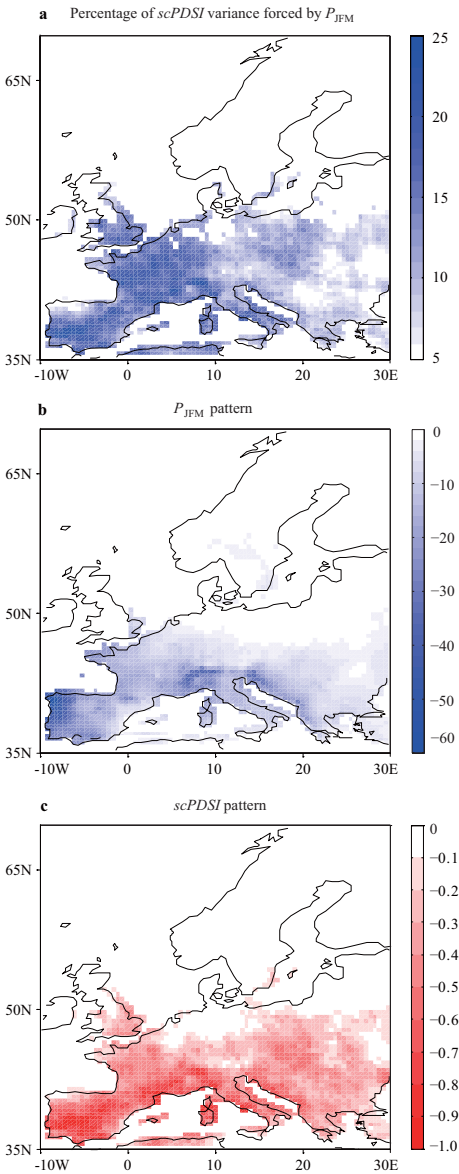 a Percentage of scPDSI variance forced by PJFM
65N
50N
35N
-10W 0 10 20 30E
25
20
15
10
5
b PJFM pattern
65N
50N
35N
-10W 0 10 20 30E
0
−10
−20
−30
−40
−50
−60
c scPDSI pattern
65N
50N
35N
-10W 0 10 20 30E
0
−0.1
−0.2
−0.3
−0.4
−0.5
−0.6
−0.7
−0.8
−0.9
−1.0